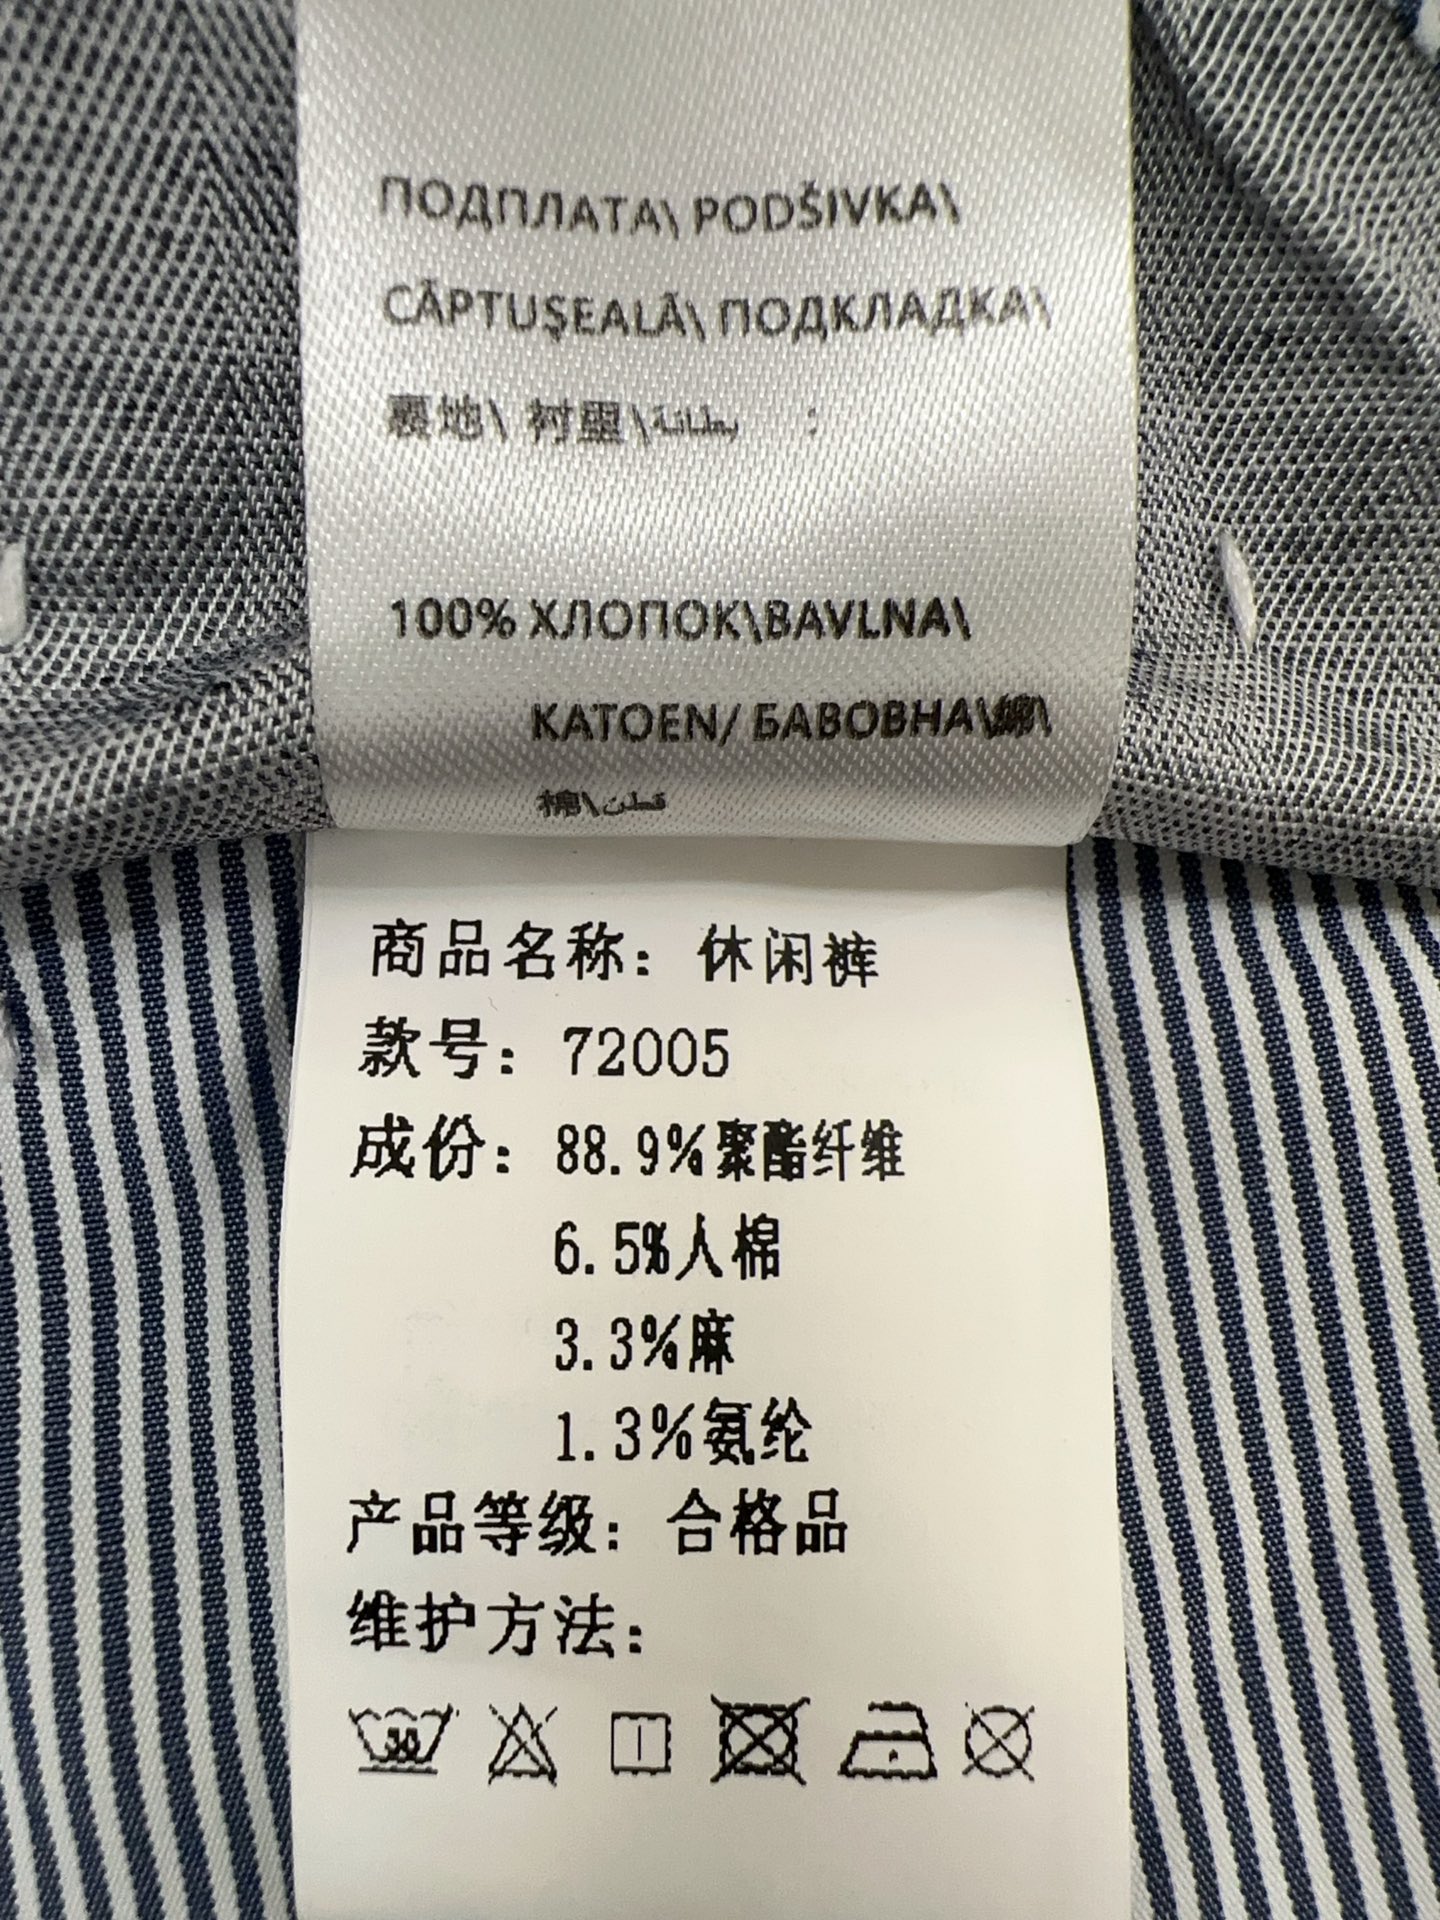 ПОДПЛАТА\ PODŠIVKA\
CĂPTUŞEALĂ\ ПОДКЛАДКА\
裏地\ 衬里\بطانة :
100% ХЛОПОК\BAVLNA\
KATOEN/ БАВОВНА\綿\
棉\قطن
商品名称：休闲裤
款号：72005
成份：88.9%聚酯纤维
6.5%人棉
3.3%麻
1.3%氨纶
产品等级：合格品
维护方法：
30